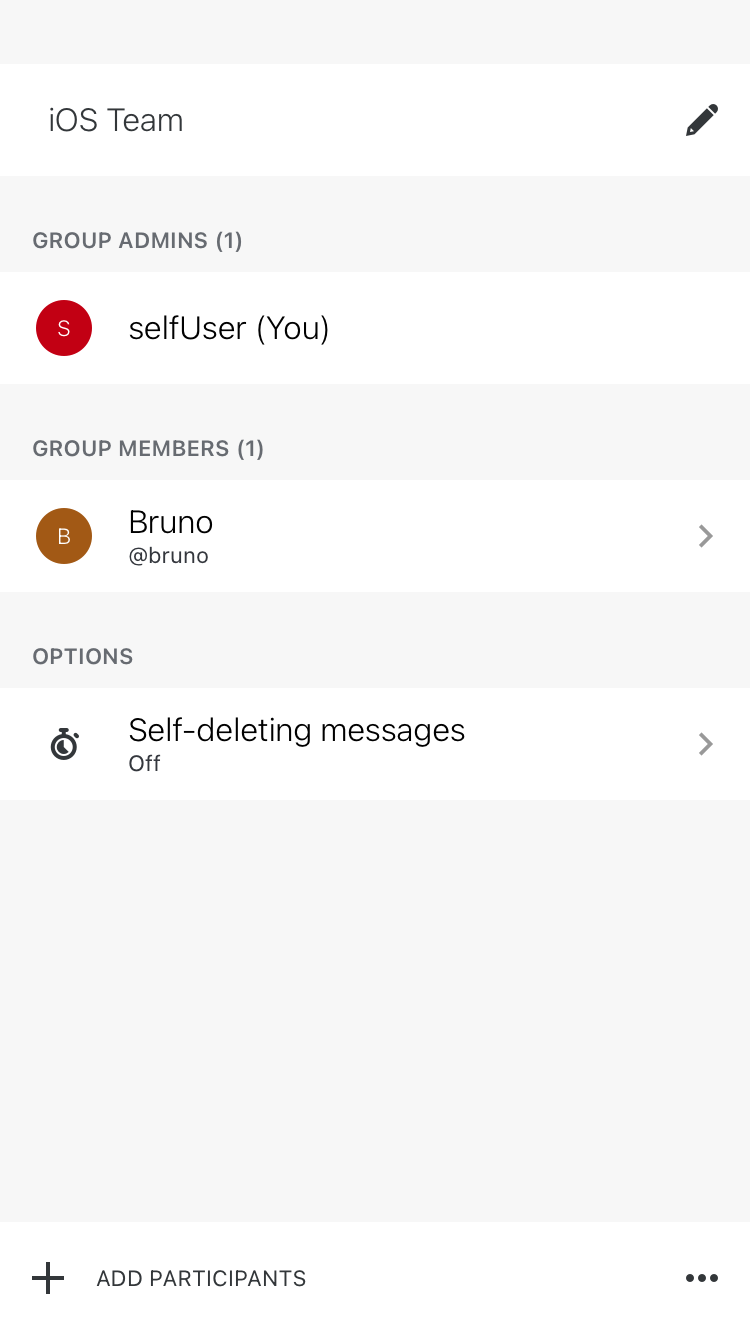 iOS Team
GROUP ADMINS (1)
S
selfUser (You)
GROUP MEMBERS (1)
B
Bruno
@bruno
OPTIONS
Self-deleting messages
Off
ADD PARTICIPANTS